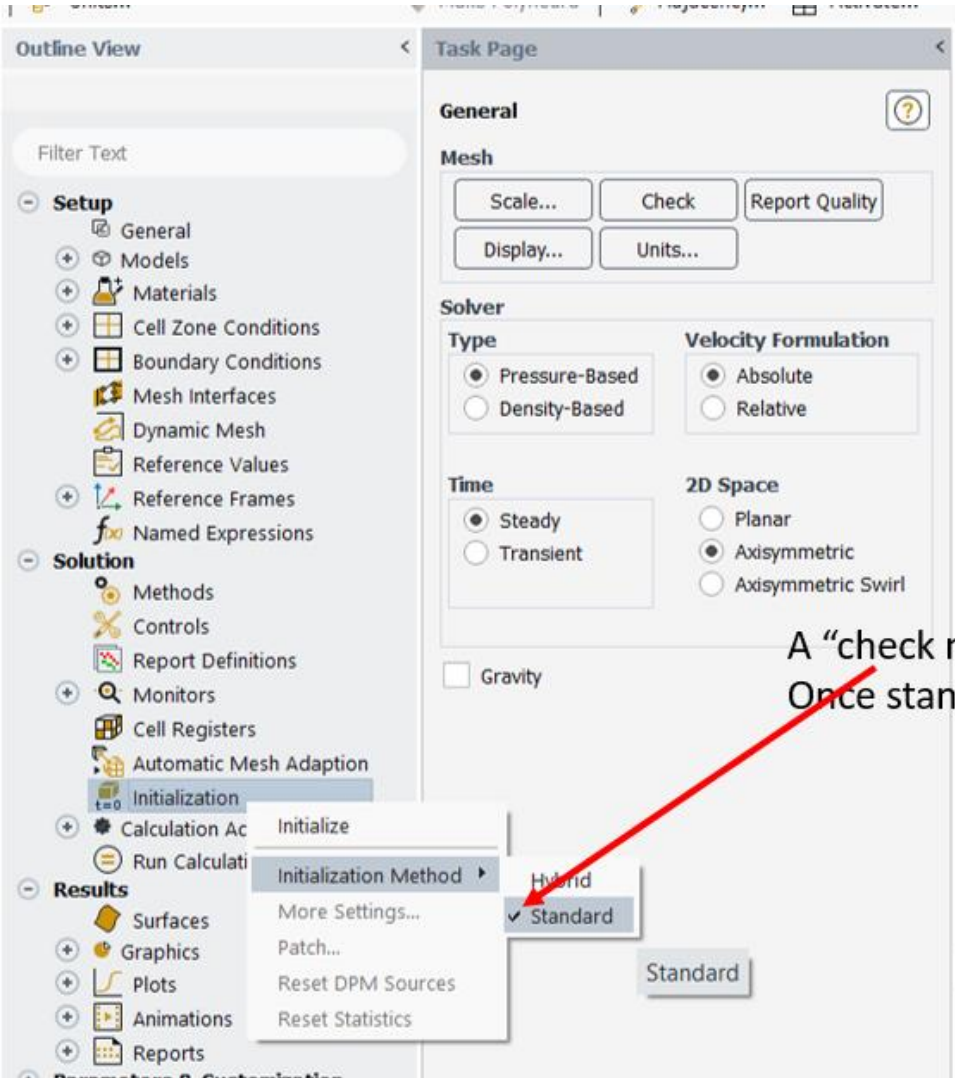 Outline View
<
Filter Text
Setup
General
Models
Materials
Cell Zone Conditions
Boundary Conditions
Mesh Interfaces
Dynamic Mesh
Reference Values
Reference Frames
Named Expressions
Solution
Methods
Controls
Report Definitions
Monitors
Cell Registers
Automatic Mesh Adaption
t=0 Initialization
Calculation Ac
Run Calculati
Results
Surfaces
Graphics
Plots
Animations
Reports
Initialize
Initialization Method
More Settings...
Patch...
Reset DPM Sources
Reset Statistics
Hybrid
✓ Standard
Standard
Task Page
<
General
?
Mesh
Scale... Check Report Quality
Display... Units...
Solver
Type
Pressure-Based
Density-Based
Velocity Formulation
Absolute
Relative
Time
Steady
Transient
2D Space
Planar
Axisymmetric
Axisymmetric Swirl
Gravity
A “check
Once stan